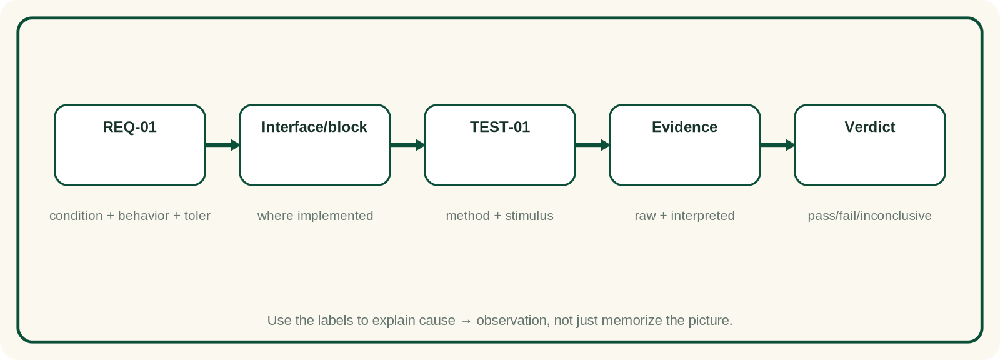 REQ-01
Interface/block
TEST-01
Evidence
Verdict
condition + behavior + toler
where implemented
method + stimulus
raw + interpreted
pass/fail/inconclusive
Use the labels to explain cause → observation, not just memorize the picture.